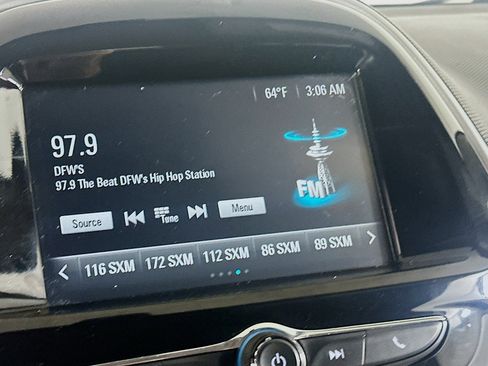 64°F 3:06 AM
97.9
DFW'S
97.9 The Beat DFW's Hip Hop Station
FM
Source Tune Menu
116 SXM 172 SXM 112 SXM 86 SXM 89 SXM